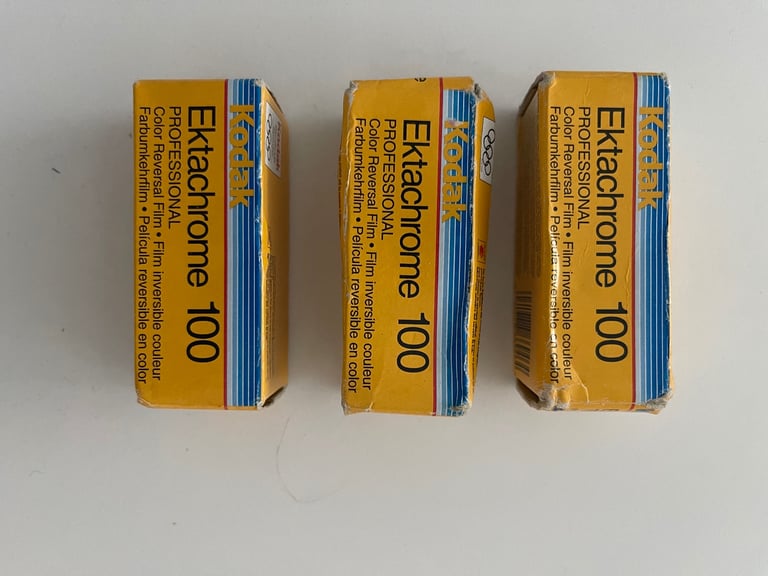 Kodak
Ektachrome 100
PROFESSIONAL
Color Reversal Film • Film inversible couleur
Farbumkehrfilm • Película reversible en color
Kodak
Ektachrome 100
PROFESSIONAL
Color Reversal Film • Film inversible couleur
Farbumkehrfilm • Película reversible en color
Kodak
Ektachrome 100
PROFESSIONAL
Color Reversal Film • Film inversible couleur
Farbumkehrfilm • Película reversible en color